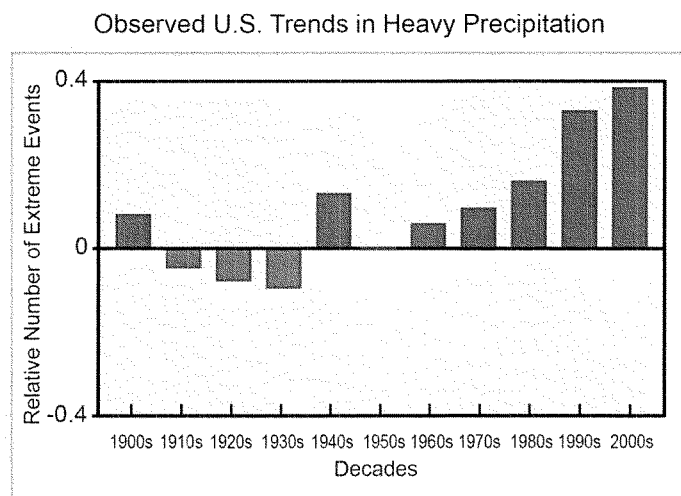 Observed U.S. Trends in Heavy Precipitation
Relative Number of Extreme Events
0.4
0
-0.4
1900s 1910s 1920s 1930s 1940s 1950s 1960s 1970s 1980s 1990s 2000s
Decades